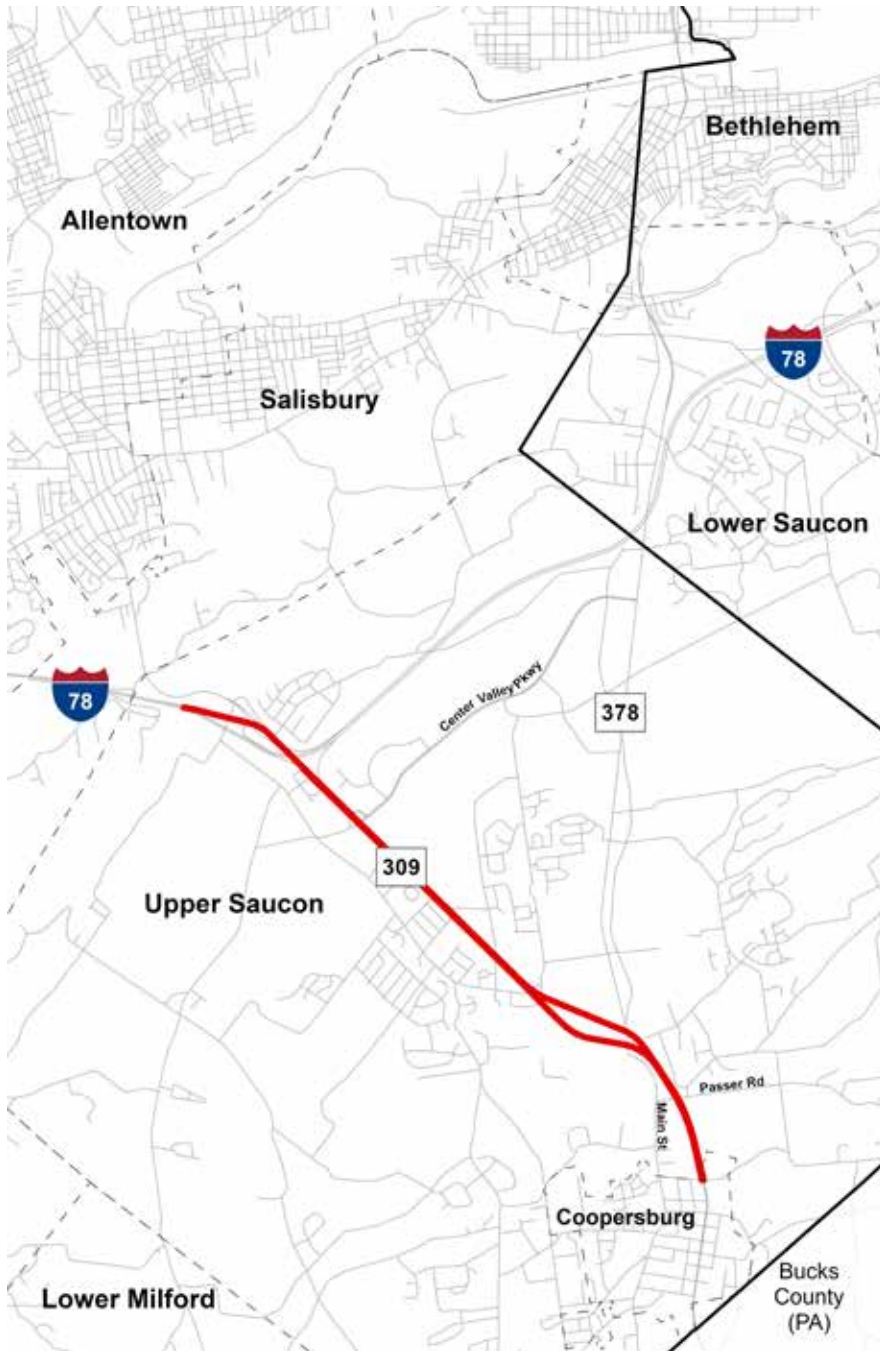 Bethlehem
Allentown
78
Salisbury
Lower Saucon
78
Center Valley Pkwy
378
309
Upper Saucon
Passer Rd
Main St
Coopersburg
Lower Milford
Bucks
County
(PA)